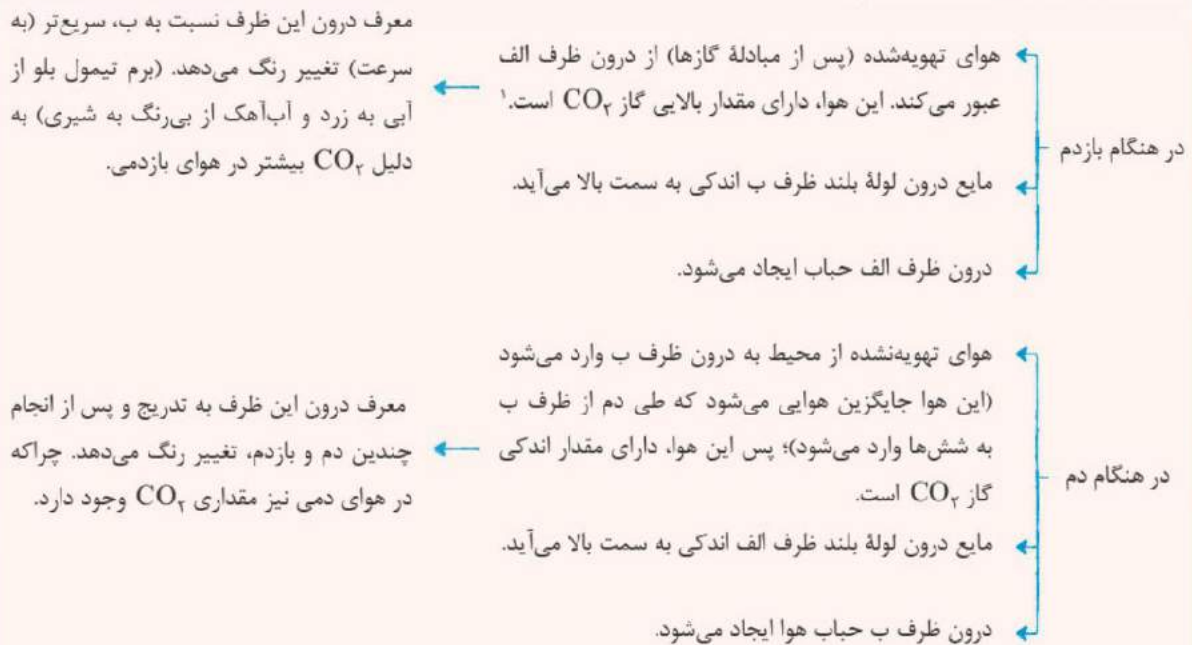 در هنگام بازدم
هوای تهویه‌شده (پس از مبادلهٔ گازها) از درون ظرف الف
عبور می‌کند. این هوا، دارای مقدار بالایی گاز CO₂ است.¹
معرف درون این ظرف نسبت به ب، سریع‌تر (به
سرعت) تغییر رنگ می‌دهد. (برم تیمول بلو از
آبی به زرد و آب‌آهک از بی‌رنگ به شیری) به
دلیل CO₂ بیشتر در هوای بازدمی.
مایع درون لولهٔ بلند ظرف ب اندکی به سمت بالا می‌آید.
درون ظرف الف حباب ایجاد می‌شود.
در هنگام دم
هوای تهویه‌نشده از محیط به درون ظرف ب وارد می‌شود
(این هوا جایگزین هوایی می‌شود که طی دم از ظرف ب
به شش‌ها وارد می‌شود)؛ پس این هوا، دارای مقدار اندکی
گاز CO₂ است.
معرف درون این ظرف به تدریج و پس از انجام
چندین دم و بازدم، تغییر رنگ می‌دهد. چراکه
در هوای دمی نیز مقداری CO₂ وجود دارد.
مایع درون لولهٔ بلند ظرف الف اندکی به سمت بالا می‌آید.
درون ظرف ب حباب هوا ایجاد می‌شود.